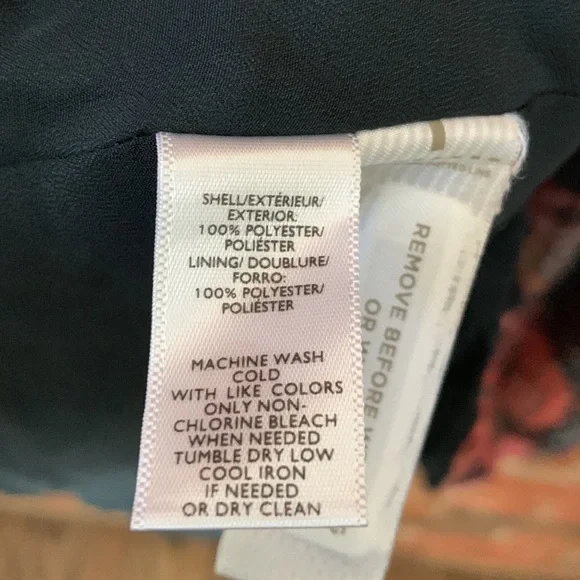 SHELL/EXTÉRIEUR/
EXTERIOR:
100% POLYESTER/
POLIÉSTER
LINING/ DOUBLURE/
FORRO:
100% POLYESTER/
POLIÉSTER
MACHINE WASH
COLD
WITH LIKE COLORS
ONLY NON-
CHLORINE BLEACH
WHEN NEEDED
TUMBLE DRY LOW
COOL IRON
IF NEEDED
OR DRY CLEAN
REMOVE BEFORE
OR